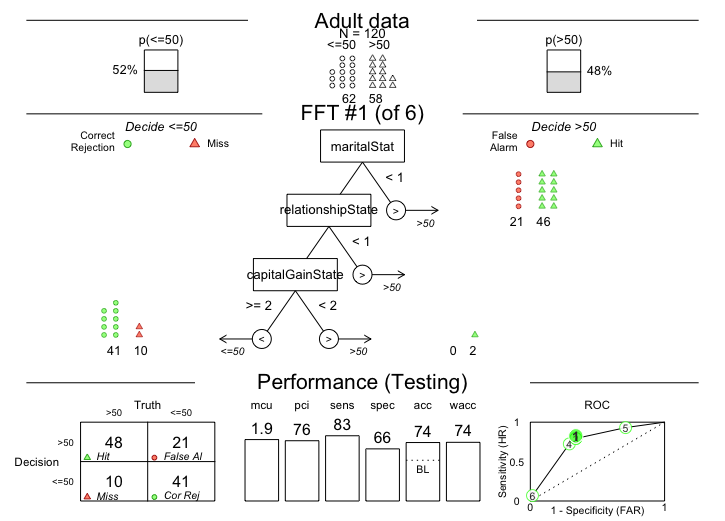 Adult data
N = 120
p(<=50)
<=50 >50
p(>50)
52%
48%
62 58
FFT #1 (of 6)
Decide <=50
Decide >50
Correct
Rejection
Miss
False
Alarm
Hit
maritalStat
< 1
relationshipState
>
>50
21 46
< 1
capitalGainState
>
>50
>= 2
< 2
<
<=50
>
>50
41 10
0 2
Performance (Testing)
Truth
>50 <=50
Decision
>50
48
Hit
21
False Al
<=50
10
Miss
41
Cor Rej
mcu pci sens spec acc wacc
1.9 76 83 66 74 74
BL
ROC
Sensitivity (HR)
1
0.5
0
1
4
5
6
0
1
1 - Specificity (FAR)